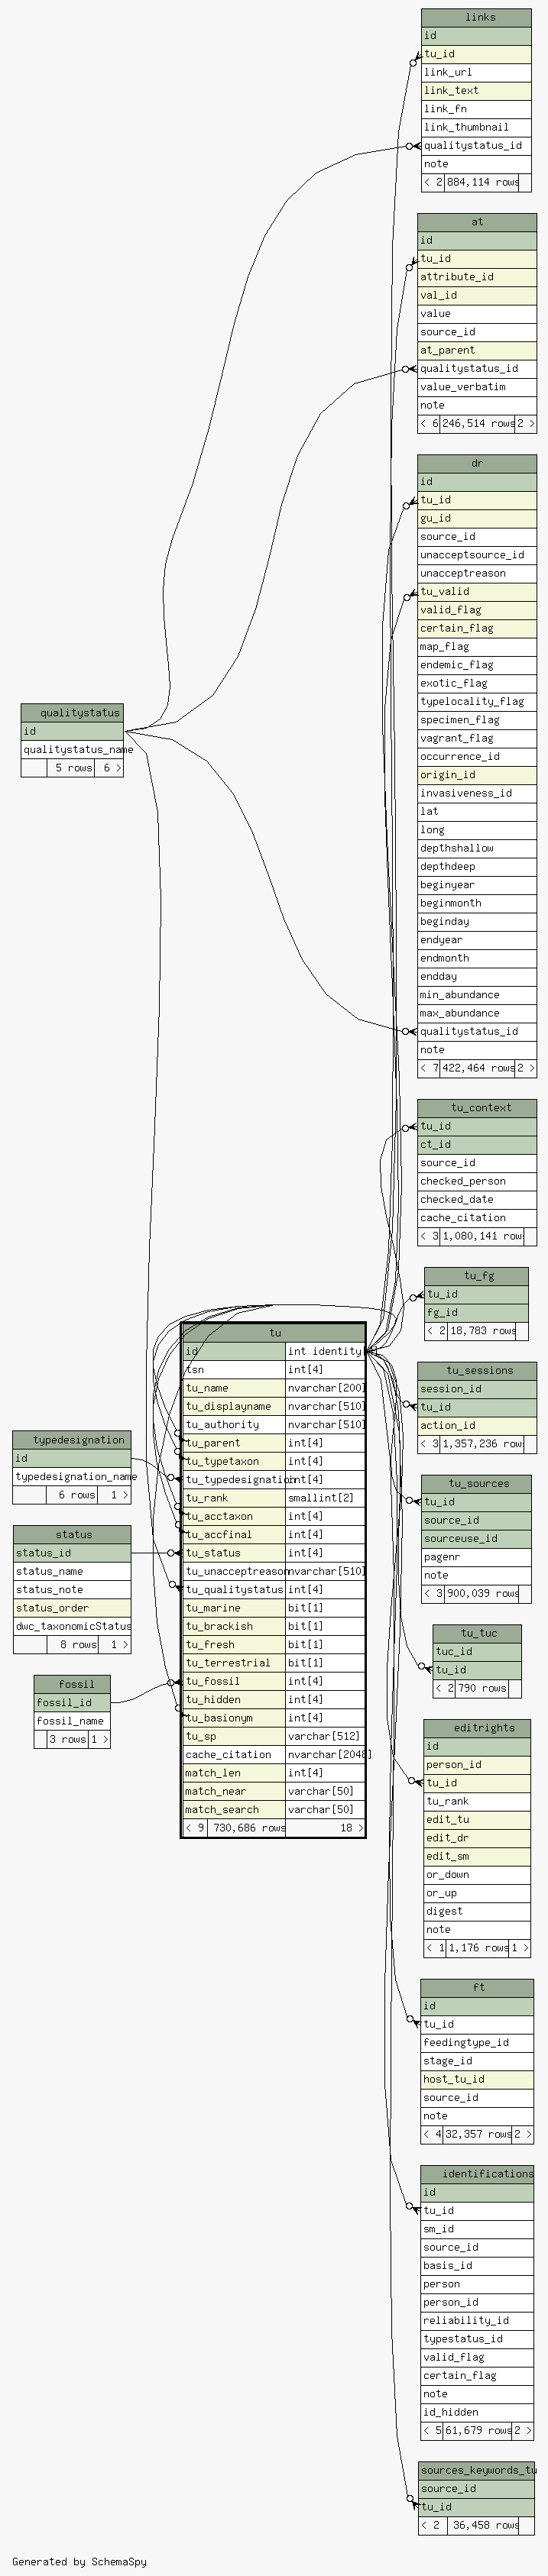 links
id
tu_id
link_url
link_text
link_fn
link_thumbnail
qualitystatus_id
note
< 2 884,114 rows
at
id
tu_id
attribute_id
val_id
value
source_id
at_parent
qualitystatus_id
value_verbatim
note
< 6 246,514 rows 2 >
dr
id
tu_id
gu_id
source_id
unacceptsource_id
unacceptreason
tu_valid
valid_flag
certain_flag
map_flag
endemic_flag
exotic_flag
typelocality_flag
specimen_flag
vagrant_flag
occurrence_id
origin_id
invasiveness_id
lat
long
depthshallow
depthdeep
beginyear
beginmonth
beginday
endyear
endmonth
endday
min_abundance
max_abundance
qualitystatus_id
note
< 7 422,464 rows 2 >
qualitystatus
id
qualitystatus_name
5 rows 6 >
tu_context
tu_id
ct_id
source_id
checked_person
checked_date
cache_citation
< 3 1,080,141 rows
tu_fg
tu_id
fg_id
< 2 18,783 rows
tu_sessions
session_id
tu_id
action_id
< 3 1,357,236 rows
tu_sources
tu_id
source_id
sourceuse_id
pagenr
note
< 3 900,039 rows
tu_tuc
tuc_id
tu_id
< 2 790 rows
editrights
id
person_id
tu_id
tu_rank
edit_tu
edit_dr
edit_sm
or_down
or_up
digest
note
< 1 1,176 rows 1 >
ft
id
tu_id
feedingtype_id
stage_id
host_tu_id
source_id
note
< 4 32,357 rows 2 >
identifications
id
tu_id
sm_id
source_id
basis_id
person
person_id
reliability_id
typestatus_id
valid_flag
certain_flag
note
id_hidden
< 5 61,679 rows 2 >
sources_keywords_tu
source_id
tu_id
< 2 36,458 rows
tu
id int identity
tsn int[4]
tu_name nvarchar[200]
tu_displayname nvarchar[510]
tu_authority nvarchar[510]
tu_parent int[4]
tu_typetaxon int[4]
tu_typedesignation int[4]
tu_rank smallint[2]
tu_acctaxon int[4]
tu_accfinal int[4]
tu_status int[4]
tu_unacceptreason nvarchar[510]
tu_qualitystatus int[4]
tu_marine bit[1]
tu_brackish bit[1]
tu_fresh bit[1]
tu_terrestrial bit[1]
tu_fossil int[4]
tu_hidden int[4]
tu_basionym int[4]
tu_sp varchar[512]
cache_citation nvarchar[2048]
match_len int[4]
match_near varchar[50]
match_search varchar[50]
< 9 730,686 rows 18 >
typedesignation
id
typedesignation_name
6 rows 1 >
status
status_id
status_name
status_note
status_order
dwc_taxonomicStatus
8 rows 1 >
fossil
fossil_id
fossil_name
3 rows 1 >
Generated by SchemaSpy